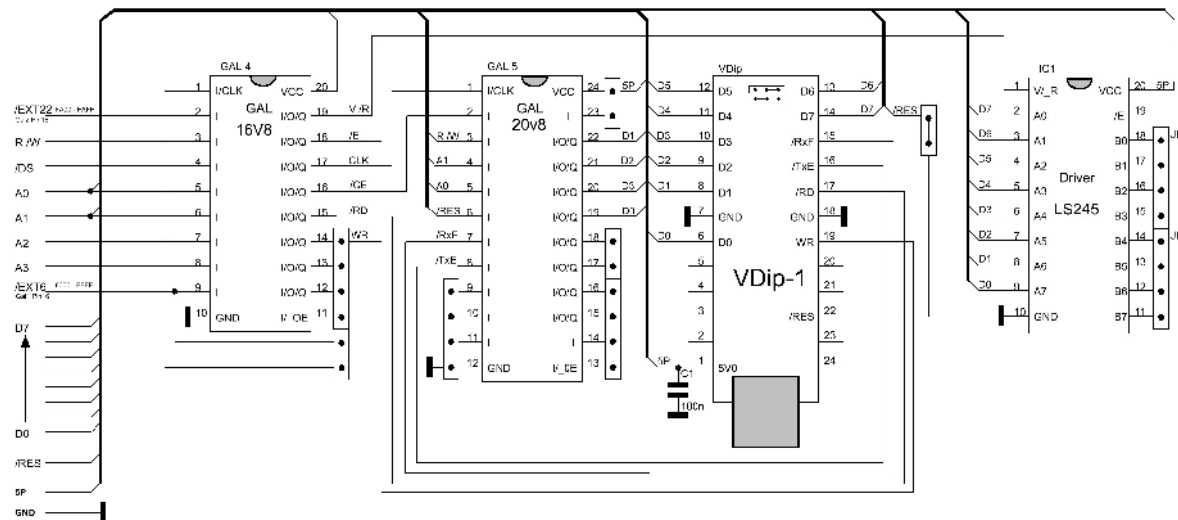 GAL 4
GAL 5
VDip
IC1
1 I/CLK VCC 20
GAL
16V8
/EXT22
2 I I/O/Q 19 V/R
R/W 3 I I/O/Q 18 /E
/DS 4 I I/O/Q 17 CLK
A0 5 I I/O/Q 16 /CE
A1 6 I I/O/Q 15 /RD
A2 7 I I/O/Q 14 WR
A3 8 I I/O/Q 13
/EXT6 9 I I/O/Q 12
10 GND I/_OE 11
D7
D0
/RES
5P
GND
1 I/CLK VCC 24 5P
GAL
20v8
2 I I 23
R/W 3 I I/O/Q 22 D1
A1 4 I I/O/Q 21 D2
A0 5 I I/O/Q 20 D3
/RES 6 I I/O/Q 19 D0
/RxF 7 I I/O/Q 18
/TxE 8 I I/O/Q 17
9 I I/O/Q 16
10 I I/O/Q 15
11 I I 14
12 GND I/_OE 13
D5 12 D5 D6 13 D6
D4 11 D4 D7 14 D7
D3 10 D3 /RxF 15
D2 9 D2 /TxE 16
D1 8 D1 /RD 17
7 GND GND 18
D0 6 D0 WR 19
5 20
VDip-1
4 21
3 /RES 22
2 23
1 5V0 24
5P
C1
100n
/RES
1 V/_R VCC 20 5P
D7 2 A0 /E 19
D6 3 A1 B0 18
D5 4 A2 B1 17
D4 5 A3 B2 16
Driver
LS245
D3 6 A4 B3 15
D2 7 A5 B4 14
D1 8 A6 B5 13
D0 9 A7 B6 12
10 GND B7 11